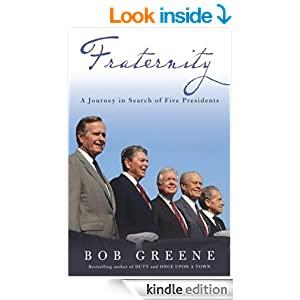 Look inside
Fraternity
A Journey in Search of Five Presidents
BOB GREENE
Bestselling author of DUTY and ONCE UPON A TOWN
kindle edition